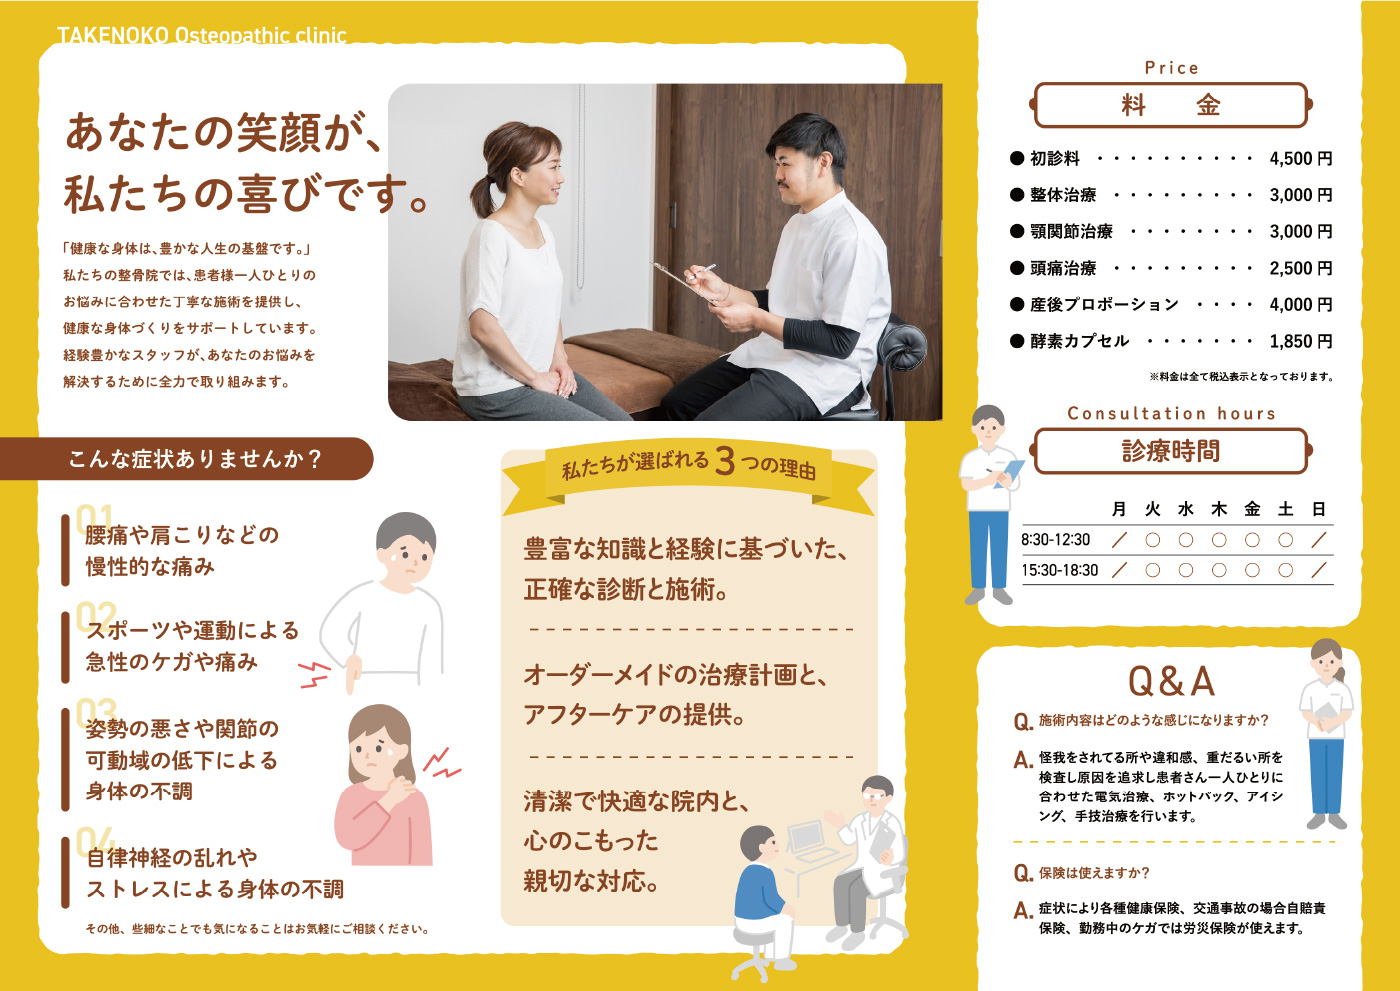 TAKENOKO Osteopathic clinic
あなたの笑顔が、
私たちの喜びです。
「健康な身体は、豊かな人生の基盤です。」
私たちの整骨院では、患者様一人ひとりの
お悩みに合わせた丁寧な施術を提供し、
健康な身体づくりをサポートしています。
経験豊かなスタッフが、あなたのお悩みを
解決するために全力で取り組みます。
こんな症状ありませんか？
01
腰痛や肩こりなどの
慢性的な痛み
02
スポーツや運動による
急性のケガや痛み
03
姿勢の悪さや関節の
可動域の低下による
身体の不調
04
自律神経の乱れや
ストレスによる身体の不調
その他、些細なことでも気になることはお気軽にご相談ください。
私たちが選ばれる3つの理由
豊富な知識と経験に基づいた、
正確な診断と施術。
オーダーメイドの治療計画と、
アフターケアの提供。
清潔で快適な院内と、
心のこもった
親切な対応。
Price
料　金
● 初診料 ・・・・・・・・・・ 4,500 円
● 整体治療 ・・・・・・・・・ 3,000 円
● 顎関節治療 ・・・・・・・・ 3,000 円
● 頭痛治療 ・・・・・・・・・ 2,500 円
● 産後プロポーション ・・・・ 4,000 円
● 酵素カプセル ・・・・・・・ 1,850 円
※料金は全て税込表示となっております。
Consultation hours
診療時間
月 火 水 木 金 土 日
8:30-12:30 ／ ○ ○ ○ ○ ○ ／
15:30-18:30 ／ ○ ○ ○ ○ ○ ／
Q&A
Q. 施術内容はどのような感じになりますか？
A. 怪我をされてる所や違和感、重だるい所を
検査し原因を追求し患者さん一人ひとりに
合わせた電気治療、ホットパック、アイシ
ング、手技治療を行います。
Q. 保険は使えますか？
A. 症状により各種健康保険、交通事故の場合自賠責
保険、勤務中のケガでは労災保険が使えます。